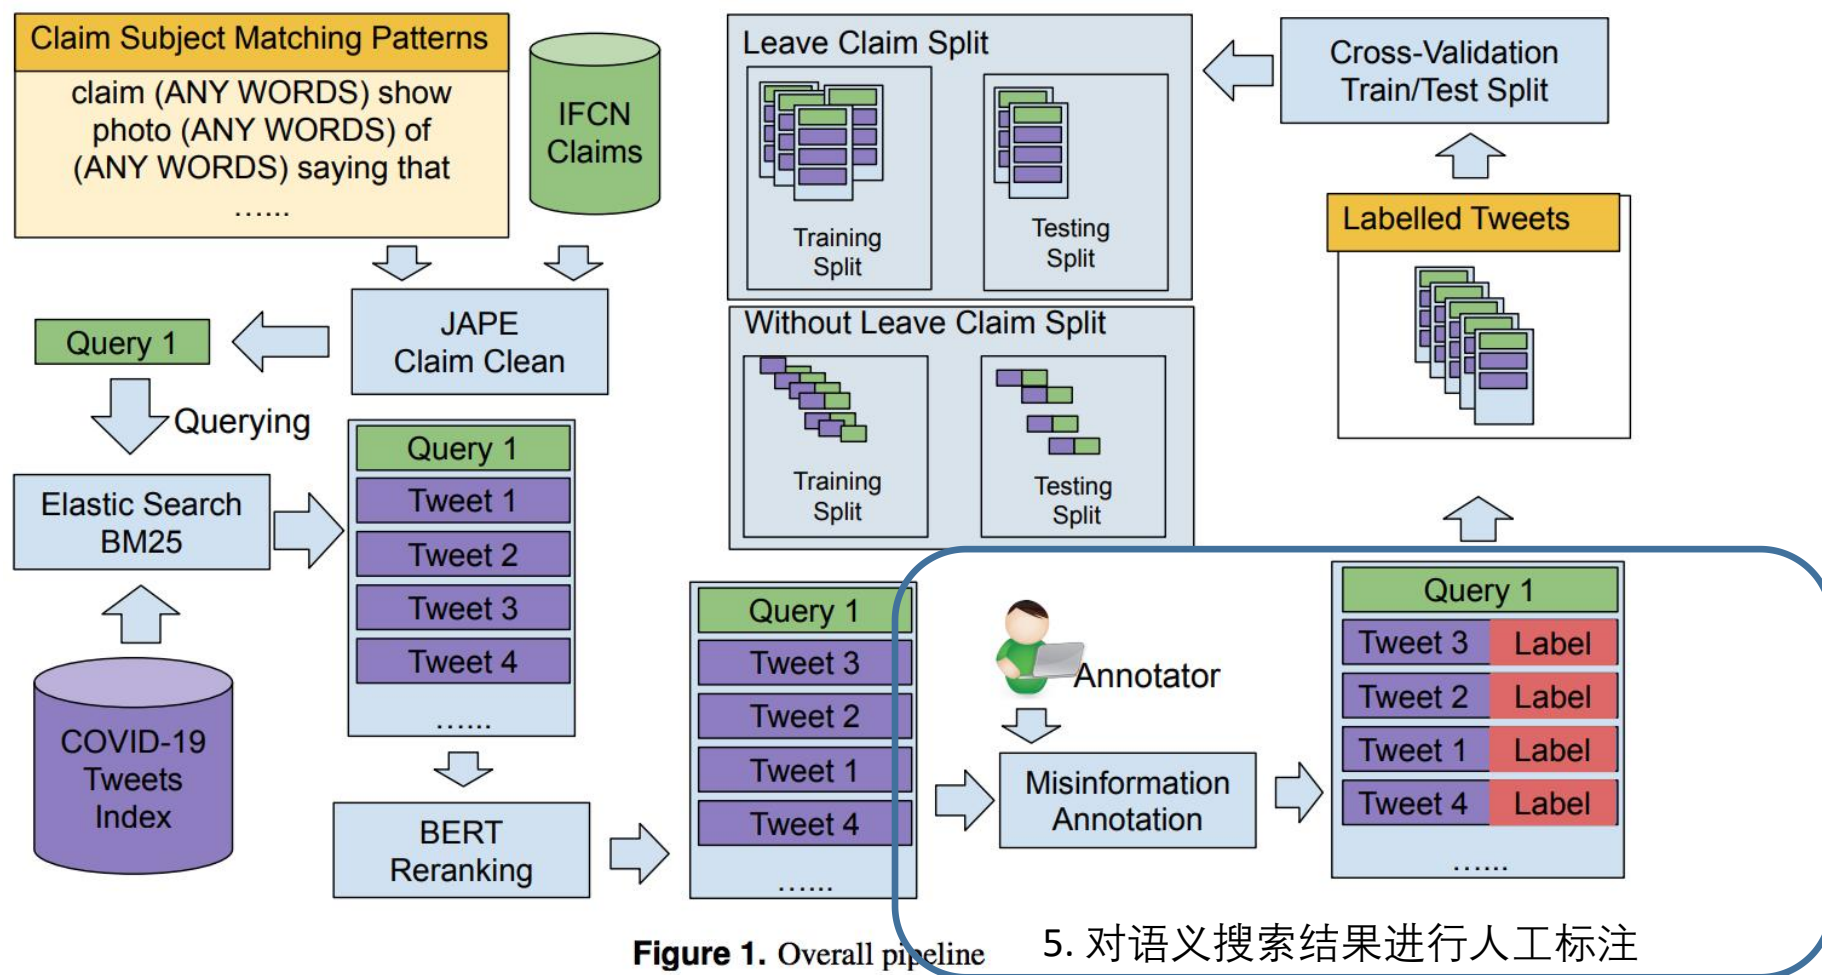 Claim Subject Matching Patterns
claim (ANY WORDS) show
photo (ANY WORDS) of
(ANY WORDS) saying that
…...
IFCN
Claims
JAPE
Claim Clean
Query 1
Querying
Elastic Search
BM25
COVID-19
Tweets
Index
Query 1
Tweet 1
Tweet 2
Tweet 3
Tweet 4
…...
BERT
Reranking
Query 1
Tweet 3
Tweet 2
Tweet 1
Tweet 4
…...
Annotator
Misinformation
Annotation
Query 1
Tweet 3 Label
Tweet 2 Label
Tweet 1 Label
Tweet 4 Label
…...
Labelled Tweets
Cross-Validation
Train/Test Split
Leave Claim Split
Training
Split
Testing
Split
Without Leave Claim Split
Training
Split
Testing
Split
Figure 1. Overall pipeline
5. 对语义搜索结果进行人工标注